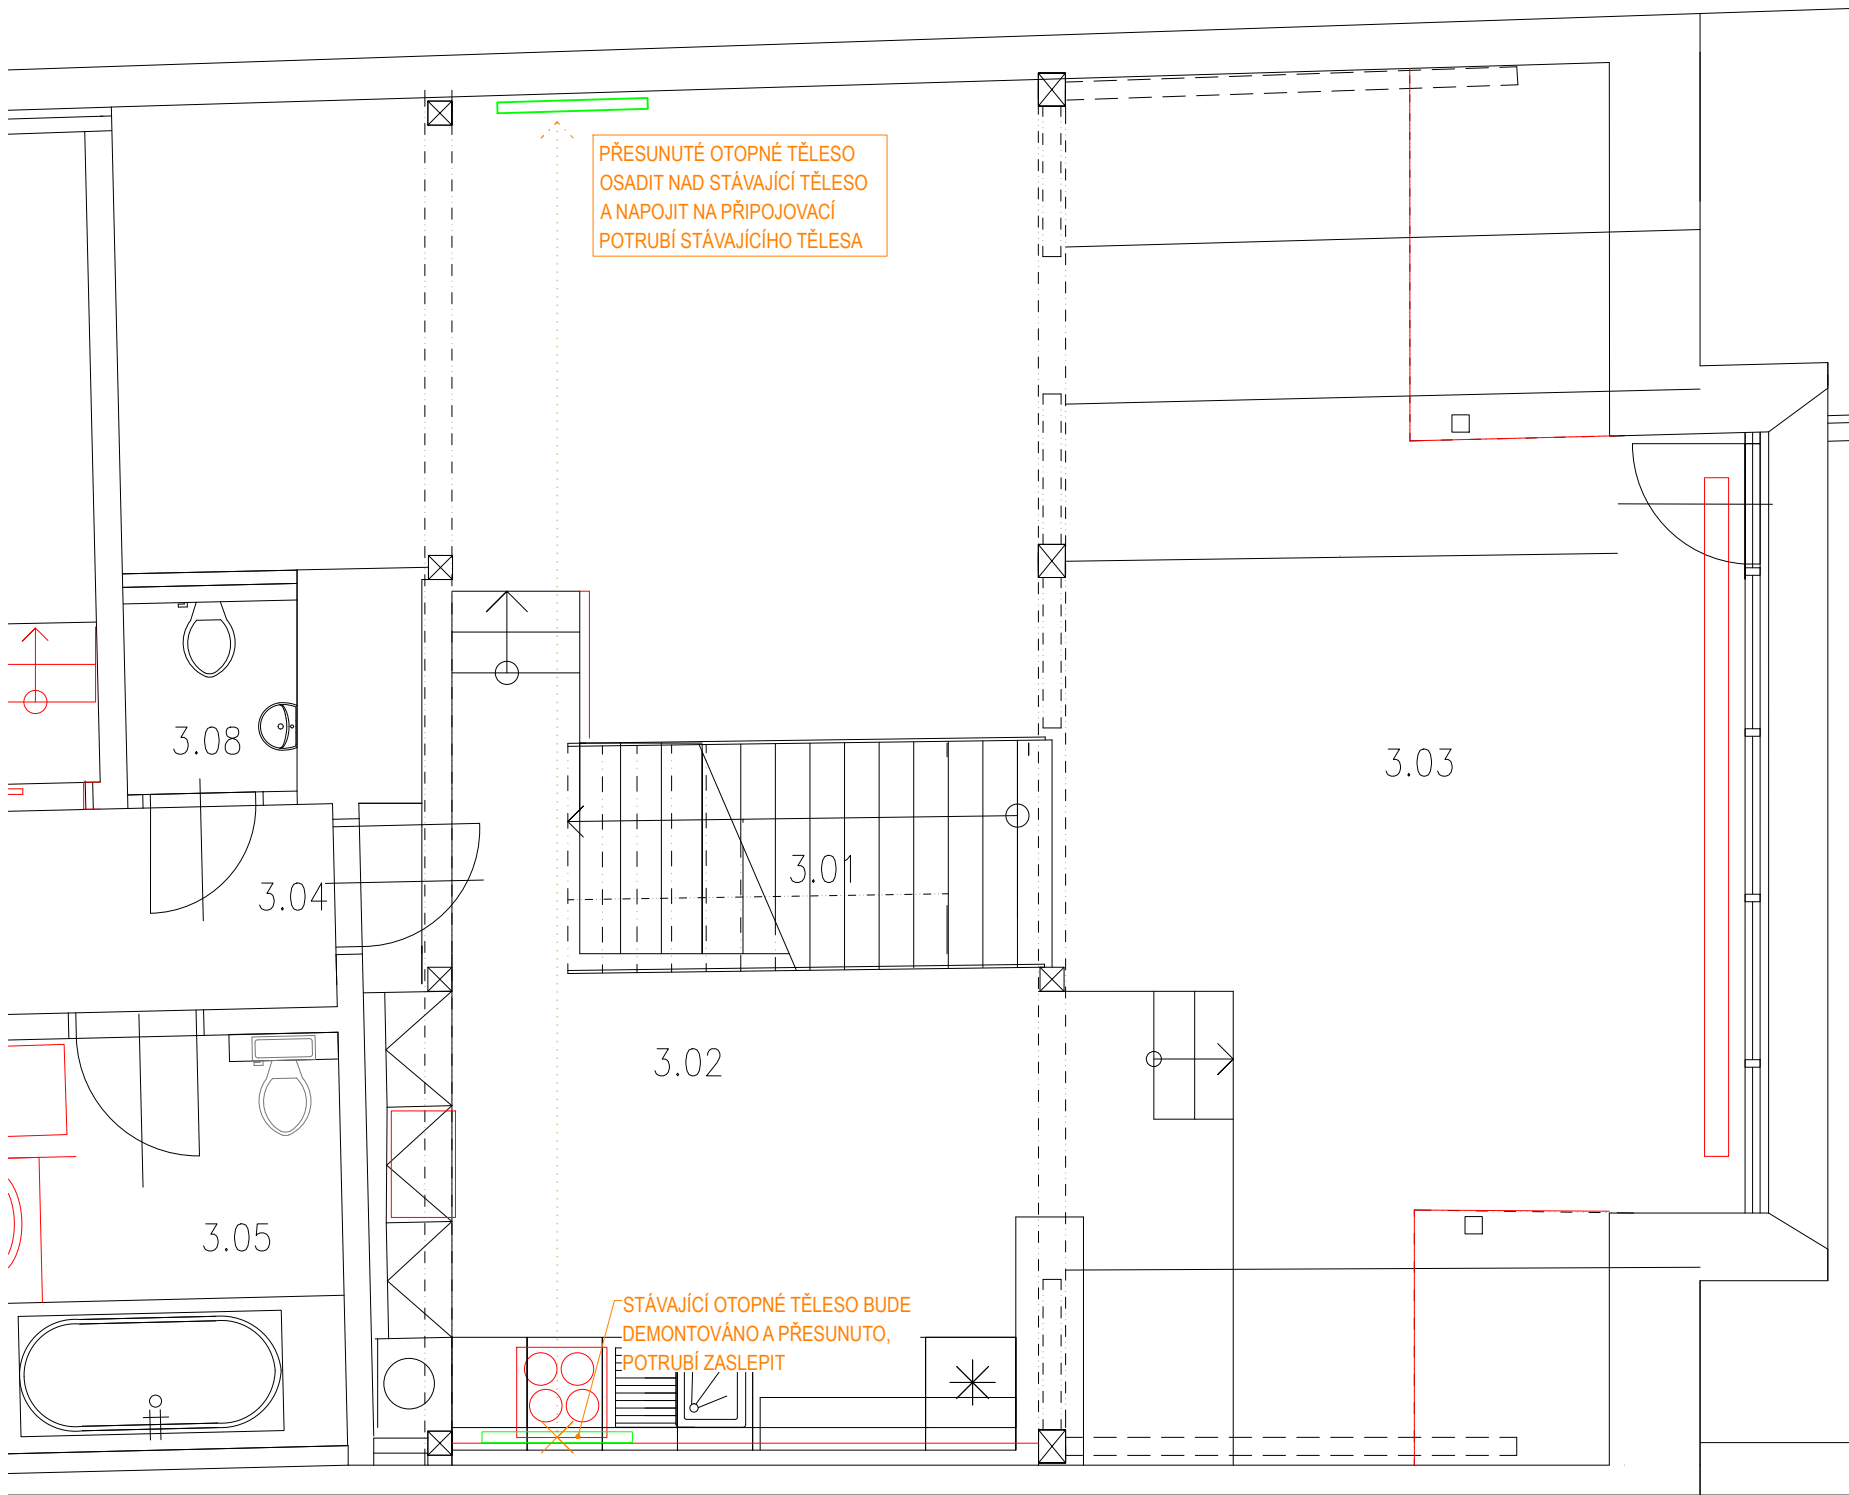 PŘESUNUTÉ OTOPNÉ TĚLESO
OSADIT NAD STÁVAJÍCÍ TĚLESO
A NAPOJIT NA PŘIPOJOVACÍ
POTRUBÍ STÁVAJÍCÍHO TĚLESA
3.08
3.03
3.01
3.04
3.02
3.05
STÁVAJÍCÍ OTOPNÉ TĚLESO BUDE
DEMONTOVÁNO A PŘESUNUTO,
POTRUBÍ ZASLEPIT